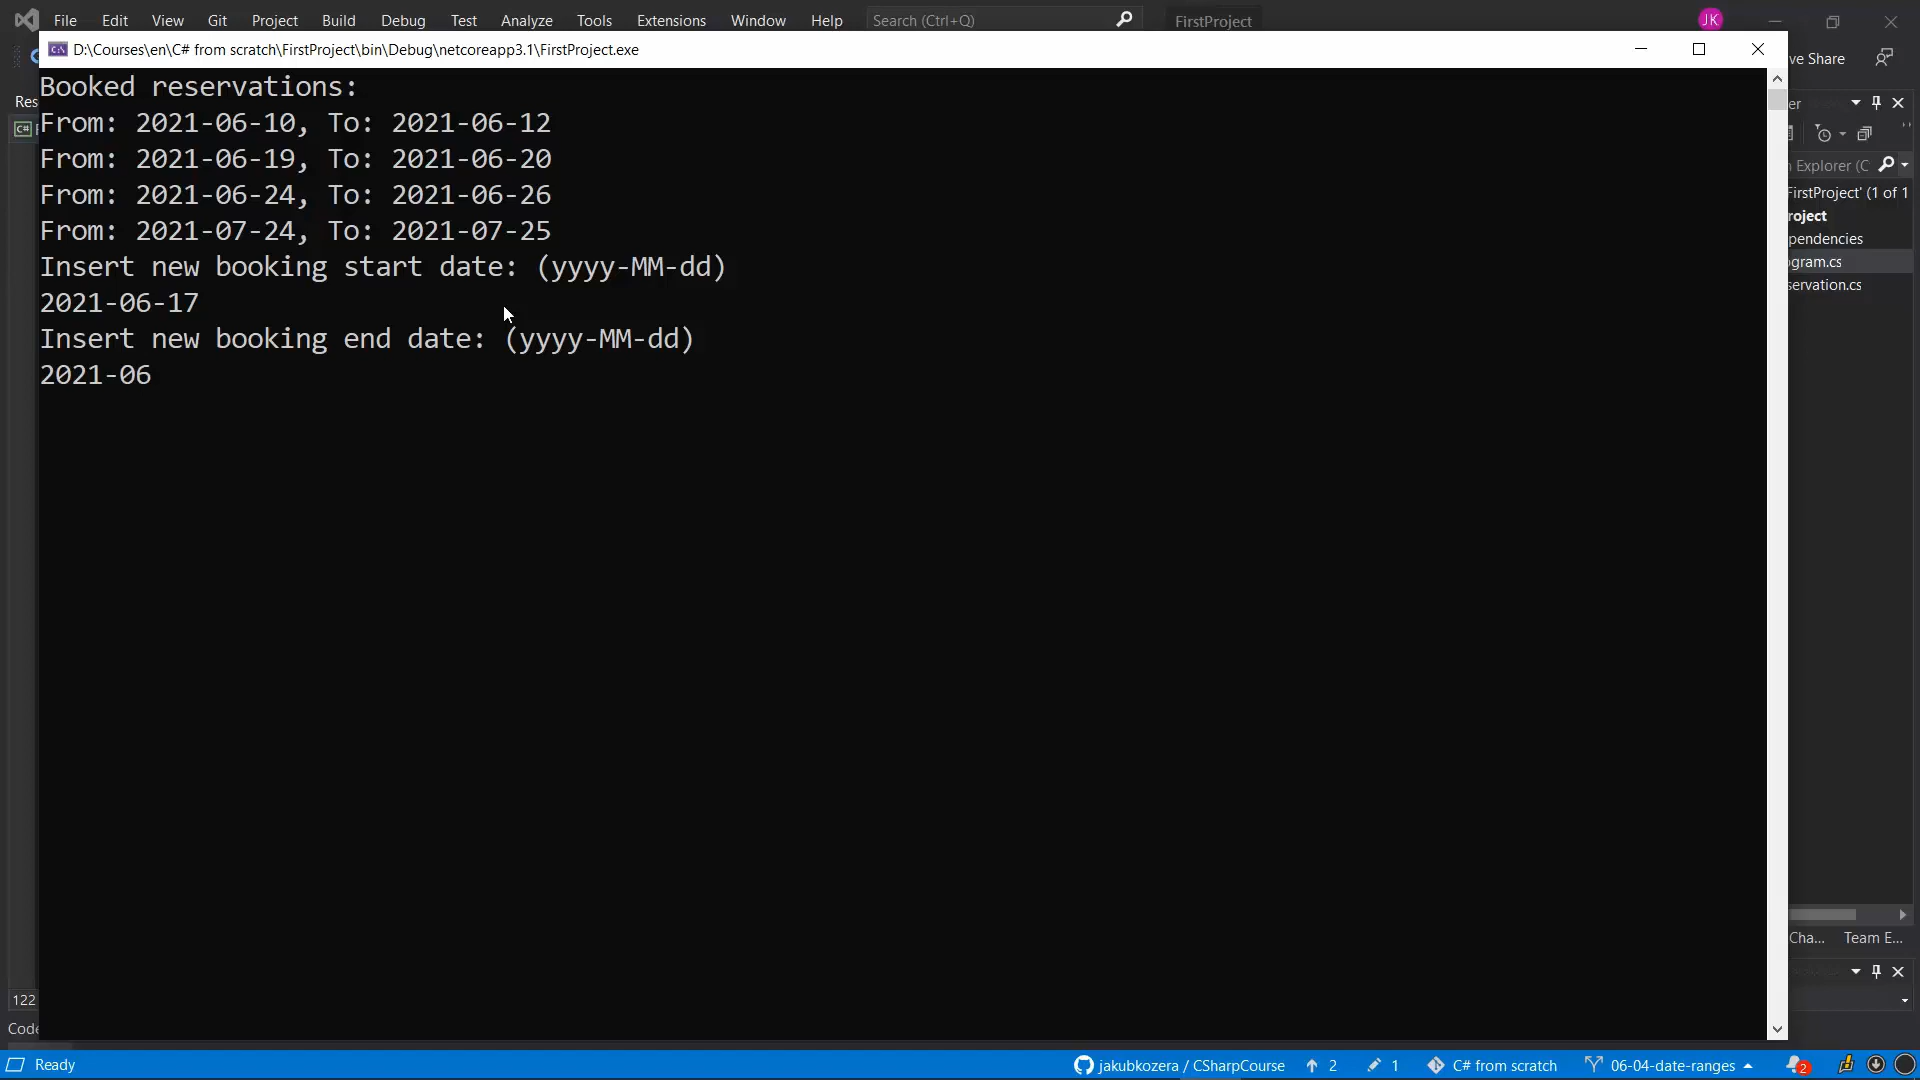 File Edit View Git Project Build Debug Test Analyze Tools Extensions Window Help Search (Ctrl+Q) FirstProject JK
D:\Courses\en\C# from scratch\FirstProject\bin\Debug\netcoreapp3.1\FirstProject.exe
ve Share
Booked reservations:
Res
er
From: 2021-06-10, To: 2021-06-12
C#
From: 2021-06-19, To: 2021-06-20
Explorer (C
From: 2021-06-24, To: 2021-06-26
FirstProject' (1 of 1
roject
From: 2021-07-24, To: 2021-07-25
pendencies
Insert new booking start date: (yyyy-MM-dd)
ogram.cs
servation.cs
2021-06-17
Insert new booking end date: (yyyy-MM-dd)
2021-06
Cha... Team E...
122
Code
Ready jakubkozera / CSharpCourse 2 1 C# from scratch 06-04-date-ranges 2